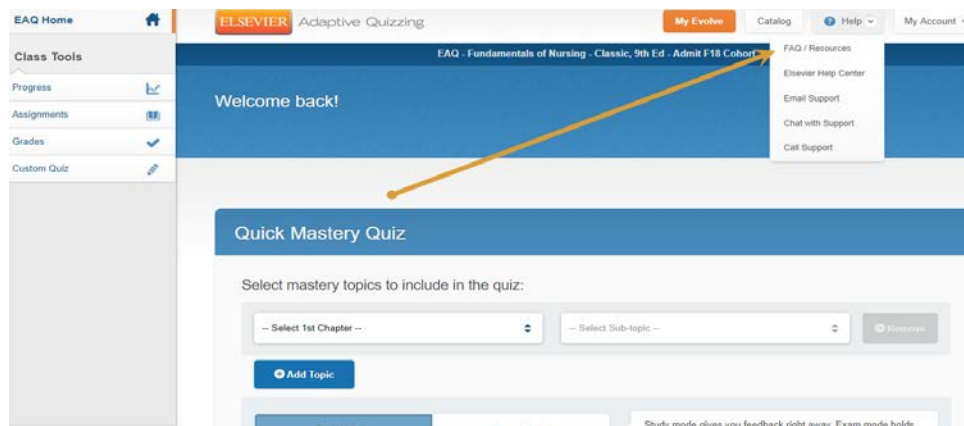 EAQ Home
ELSEVIER Adaptive Quizzing
My Evolve
Catalog
Help
My Account
Class Tools
EAQ - Fundamentals of Nursing - Classic, 9th Ed - Admit F18 Cohort
FAQ / Resources
Elsevier Help Center
Email Support
Chat with Support
Call Support
Progress
Assignments
Grades
Custom Quiz
Welcome back!
Quick Mastery Quiz
Select mastery topics to include in the quiz:
-- Select 1st Chapter --
-- Select Sub-topic --
Remove
Add Topic
Study mode gives you feedback right away. Exam mode holds